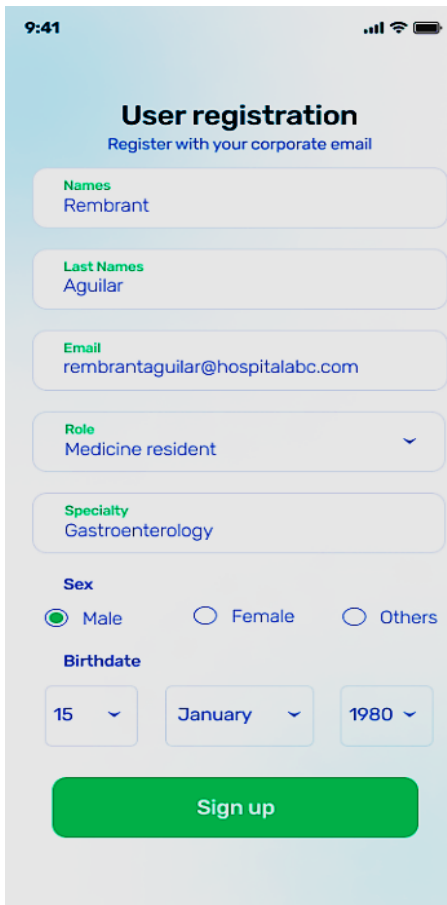 9:41
User registration
Register with your corporate email
Names
Rembrant
Last Names
Aguilar
Email
rembrantaguilar@hospitalabc.com
Role
Medicine resident
Specialty
Gastroenterology
Sex
Male Female Others
Birthdate
15 January 1980
Sign up